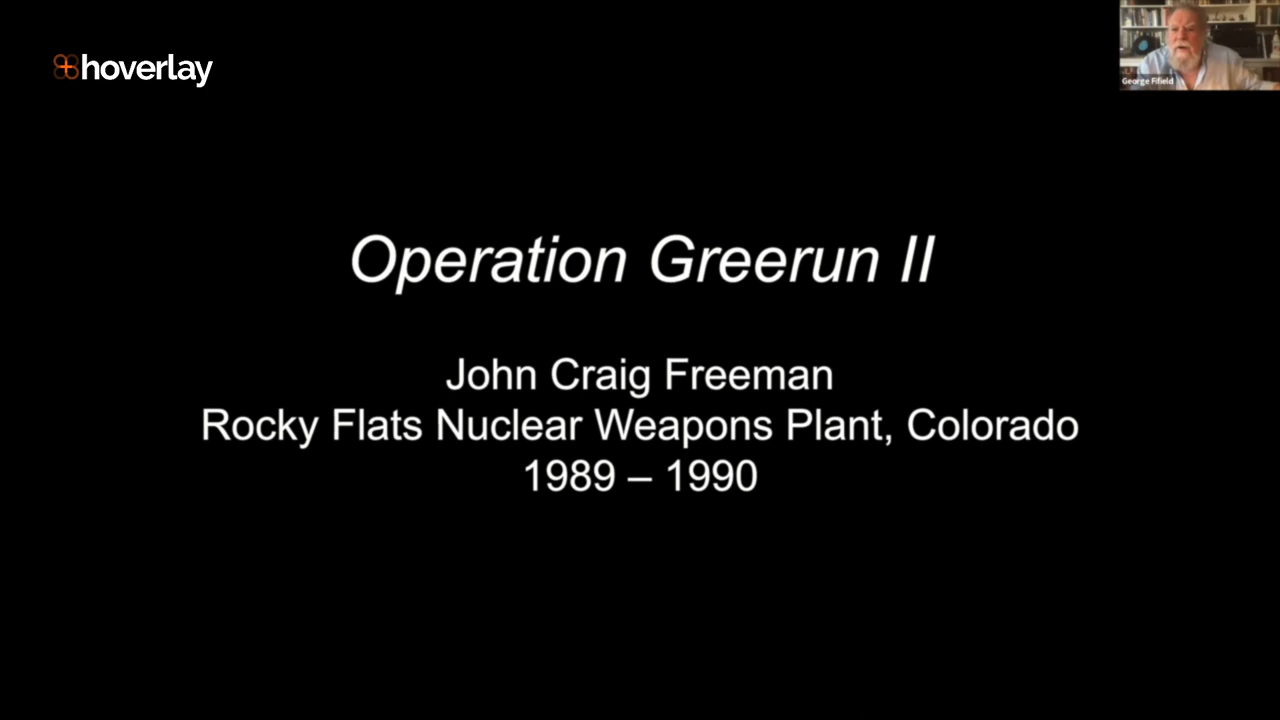 hoverlay
George Fifield
Operation Greerun II
John Craig Freeman
Rocky Flats Nuclear Weapons Plant, Colorado
1989 – 1990